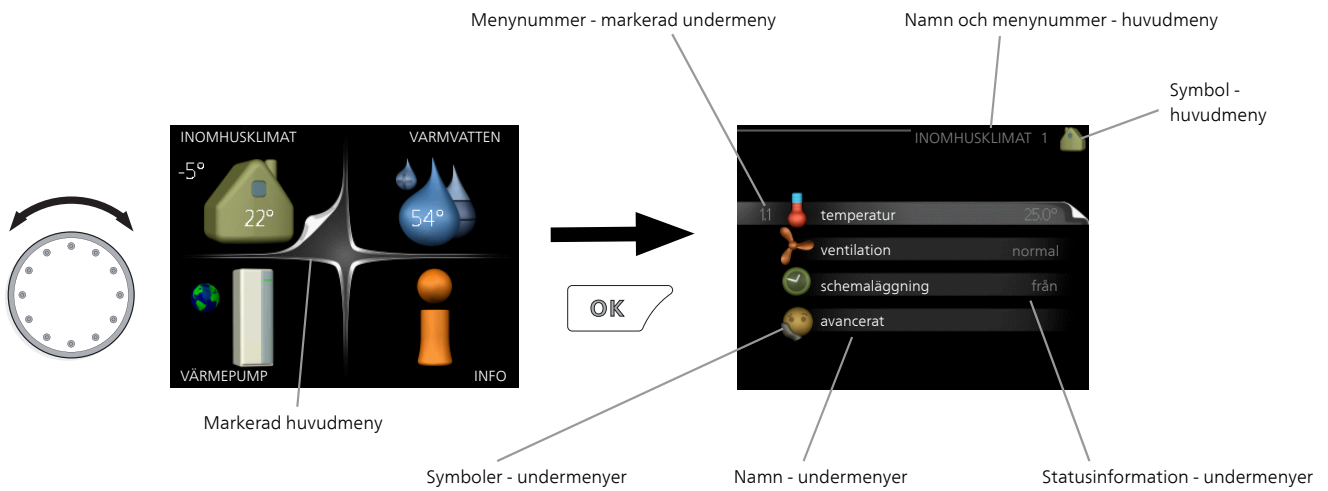 Menynummer - markerad undermeny
Namn och menynummer - huvudmeny
Symbol -
huvudmeny
INOMHUSKLIMAT
VARMVATTEN
-5°
22°
54°
VÄRMEPUMP
INFO
Markerad huvudmeny
OK
INOMHUSKLIMAT 1
1.1 temperatur 25.0°
ventilation normal
schemaläggning från
avancerat
Symboler - undermenyer
Namn - undermenyer
Statusinformation - undermenyer